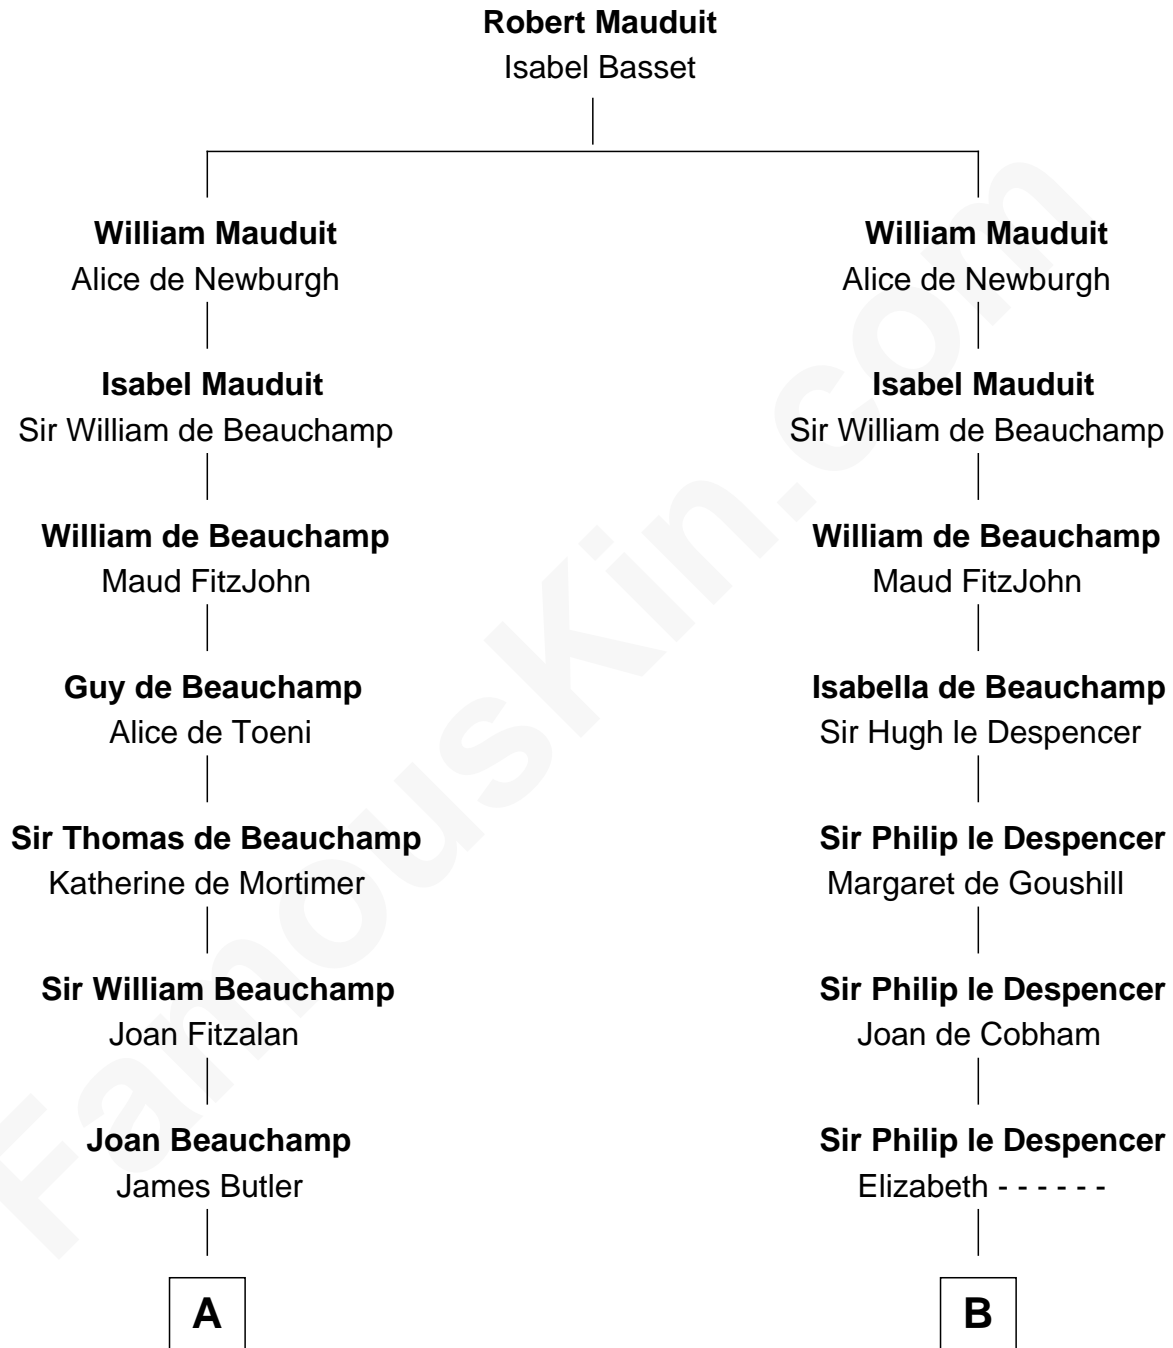 Robert Mauduit
Isabel Basset
William Mauduit
Alice de Newburgh
William Mauduit
Alice de Newburgh
Isabel Mauduit
Sir William de Beauchamp
Isabel Mauduit
Sir William de Beauchamp
William de Beauchamp
Maud FitzJohn
William de Beauchamp
Maud FitzJohn
Guy de Beauchamp
Alice de Toeni
Isabella de Beauchamp
Sir Hugh le Despencer
Sir Thomas de Beauchamp
Katherine de Mortimer
Sir Philip le Despencer
Margaret de Goushill
Sir William Beauchamp
Joan Fitzalan
Sir Philip le Despencer
Joan de Cobham
Joan Beauchamp
James Butler
Sir Philip le Despencer
Elizabeth - - - - - -
A
B
FamousKin.com